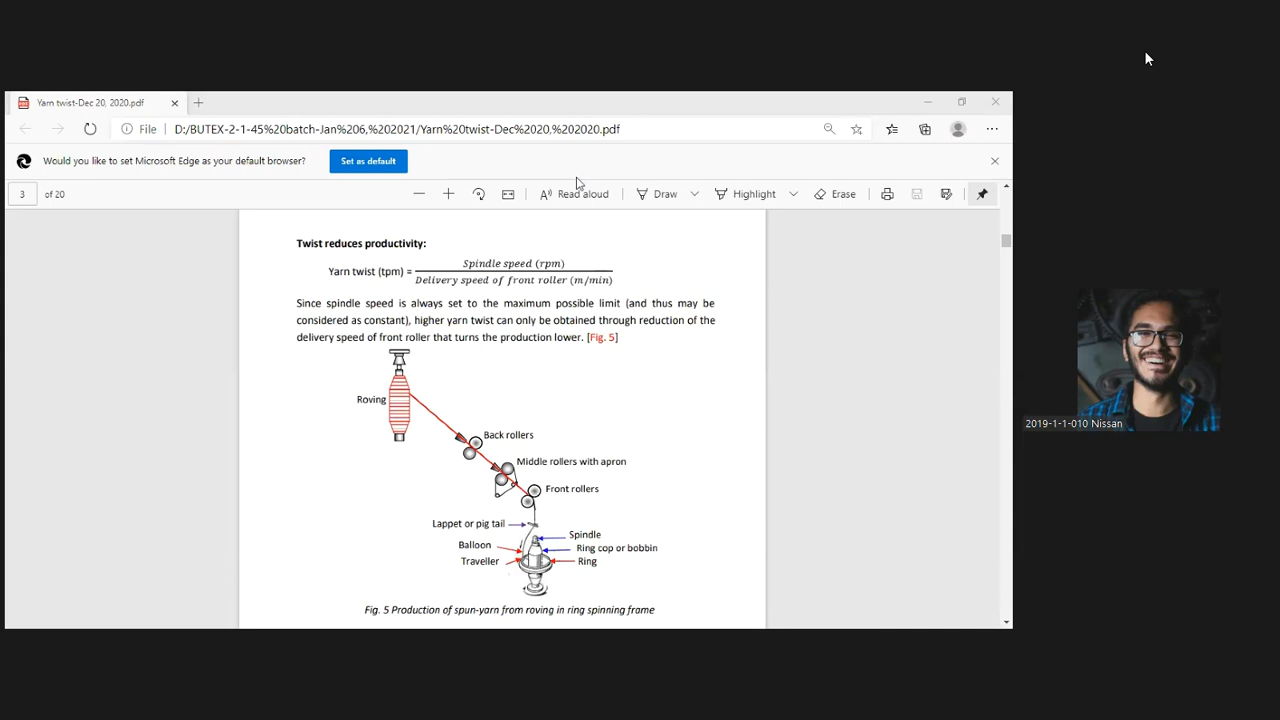 Yarn twist-Dec 20, 2020.pdf
File D:/BUTEX-2-1-45%20batch-Jan%206,%202021/Yarn%20twist-Dec%2020,%202020.pdf
Would you like to set Microsoft Edge as your default browser? Set as default
3 of 20 Read aloud Draw Highlight Erase
Twist reduces productivity:
Yarn twist (tpm) = Spindle speed (rpm)
Delivery speed of front roller (m/min)
Since spindle speed is always set to the maximum possible limit (and thus may be
considered as constant), higher yarn twist can only be obtained through reduction of the
delivery speed of front roller that turns the production lower. [Fig. 5]
Roving
Back rollers
Middle rollers with apron
Front rollers
Lappet or pig tail
Spindle
Balloon
Ring cop or bobbin
Traveller
Ring
Fig. 5 Production of spun-yarn from roving in ring spinning frame
2019-1-1-010 Nissan